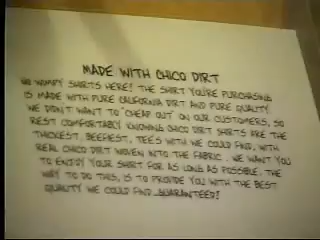 MADE WITH CHICO DIRT
NO WIMPY SHIRTS HERE! THE SHIRT YOU'RE PURCHASING
IS MADE WITH PURE CALIFORNIA DIRT AND PURE QUALITY.
WE DIDN'T WANT TO "CHEAP OUT" ON OUR CUSTOMERS, SO
REST COMFORTABLY KNOWING CHICO DIRT SHIRTS ARE THE
THICKEST, BEEFIEST, TEES WITH WE COULD FIND, WITH
REAL CHICO DIRT WOVEN INTO THE FABRIC. WE WANT YOU
TO ENJOY YOUR SHIRT FOR AS LONG AS POSSIBLE. THE
WAY TO DO THIS, IS TO PROVIDE YOU WITH THE BEST
QUALITY WE COULD FIND...GUARANTEED!